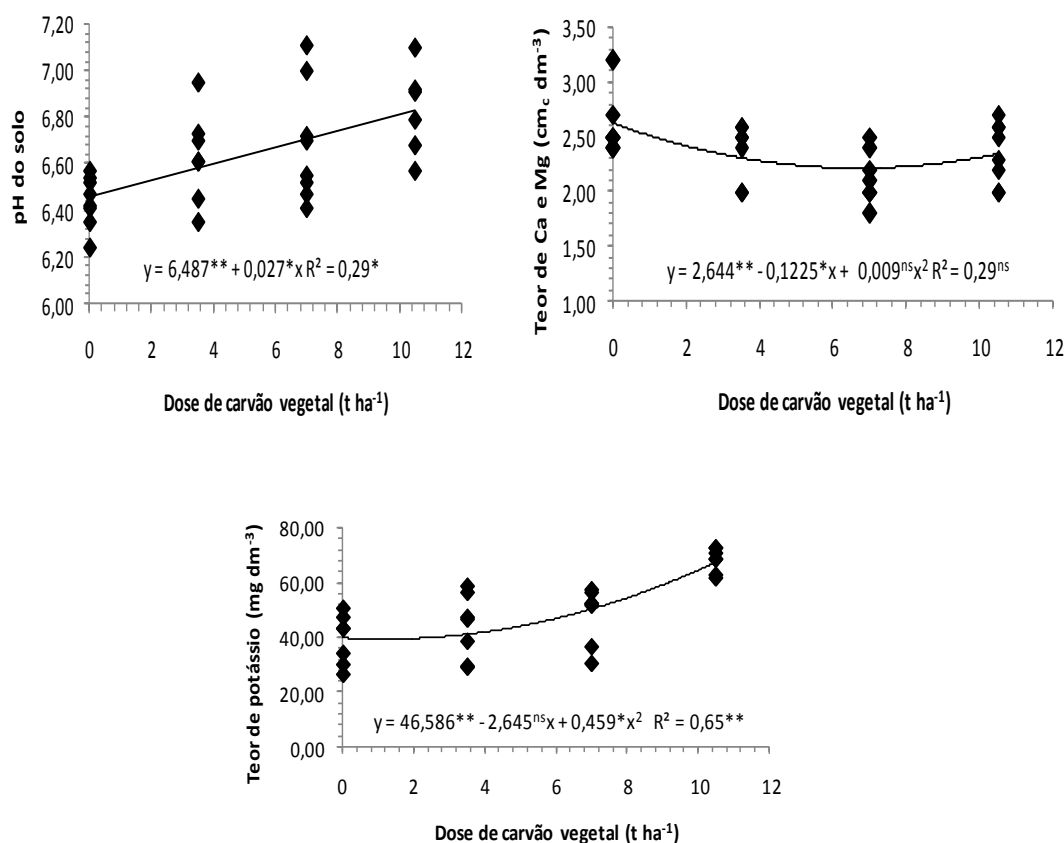 pH do solo
7,20
7,00
6,80
6,60
6,40
6,20
6,00
y = 6,487** + 0,027*x R² = 0,29*
0 2 4 6 8 10 12
Dose de carvão vegetal (t ha⁻¹)
Teor de Ca e Mg (cm꜀ dm⁻³)
3,50
3,00
2,50
2,00
1,50
1,00
y = 2,644** - 0,1225*x + 0,009ⁿˢx² R² = 0,29ⁿˢ
0 2 4 6 8 10 12
Dose de carvão vegetal (t ha⁻¹)
Teor de potássio (mg dm⁻³)
80,00
60,00
40,00
20,00
0,00
y = 46,586** - 2,645ⁿˢx + 0,459*x² R² = 0,65**
0 2 4 6 8 10 12
Dose de carvão vegetal (t ha⁻¹)